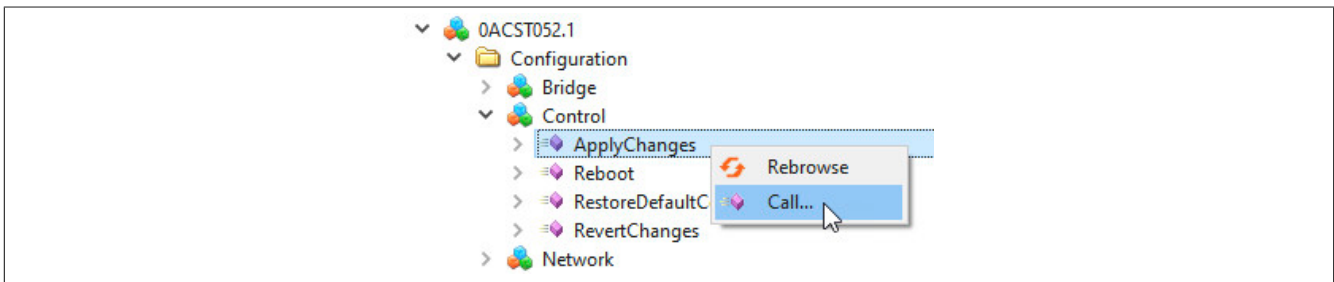 0ACST052.1
Configuration
Bridge
Control
ApplyChanges
Rebrowse
Reboot
Call...
RestoreDefaultC
RevertChanges
Network